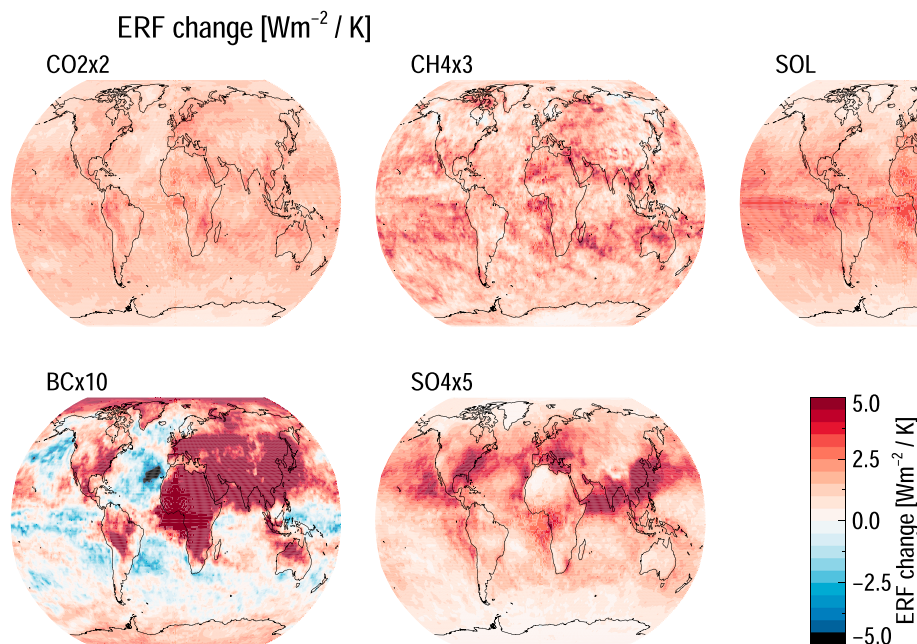 ERF change [Wm−2 / K]
CO2x2
CH4x3
SOL
BCx10
SO4x5
5.0
2.5
0.0
−2.5
−5.0
ERF change [Wm−2 / K]